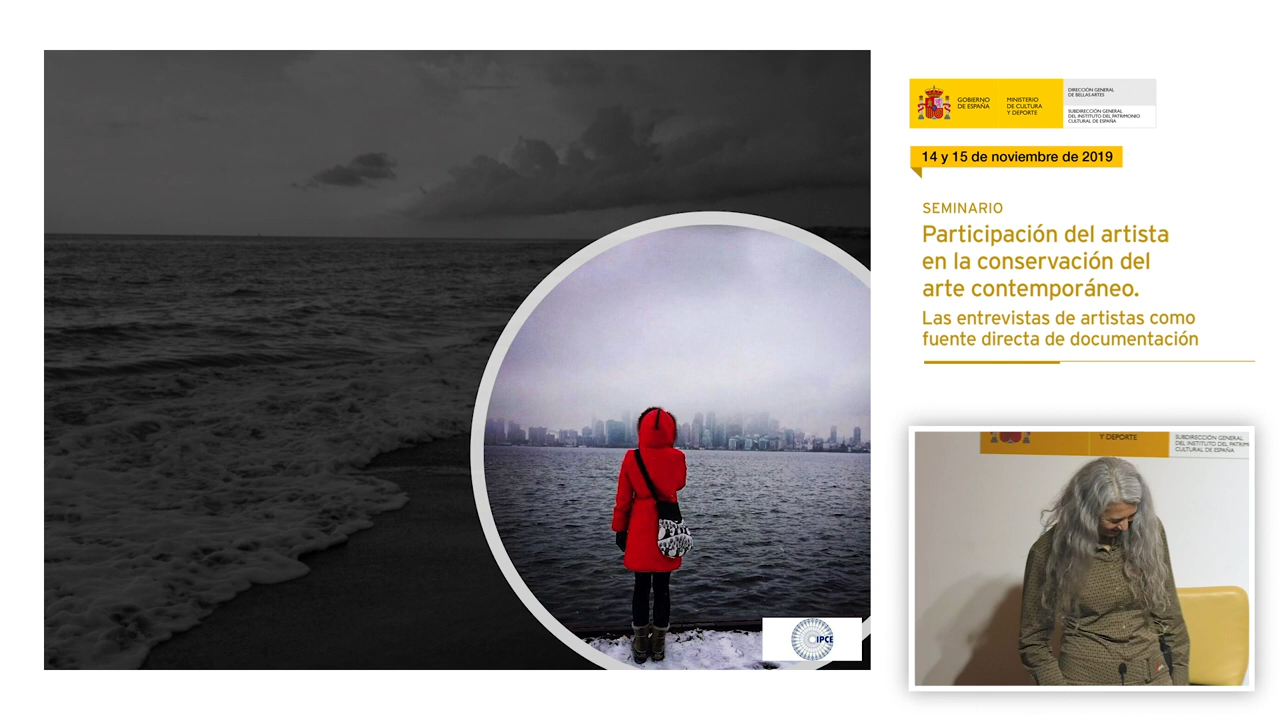 GOBIERNO
DE ESPAÑA
MINISTERIO
DE CULTURA
Y DEPORTE
DIRECCIÓN GENERAL
DE BELLAS ARTES
SUBDIRECCIÓN GENERAL
DEL INSTITUTO DEL PATRIMONIO
CULTURAL DE ESPAÑA
14 y 15 de noviembre de 2019
SEMINARIO
Participación del artista
en la conservación del
arte contemporáneo.
Las entrevistas de artistas como
fuente directa de documentación
IPCE
Y DEPORTE
SUBDIRECCIÓN GENERAL
DEL INSTITUTO DEL PATRIM
CULTURAL DE ESPAÑA